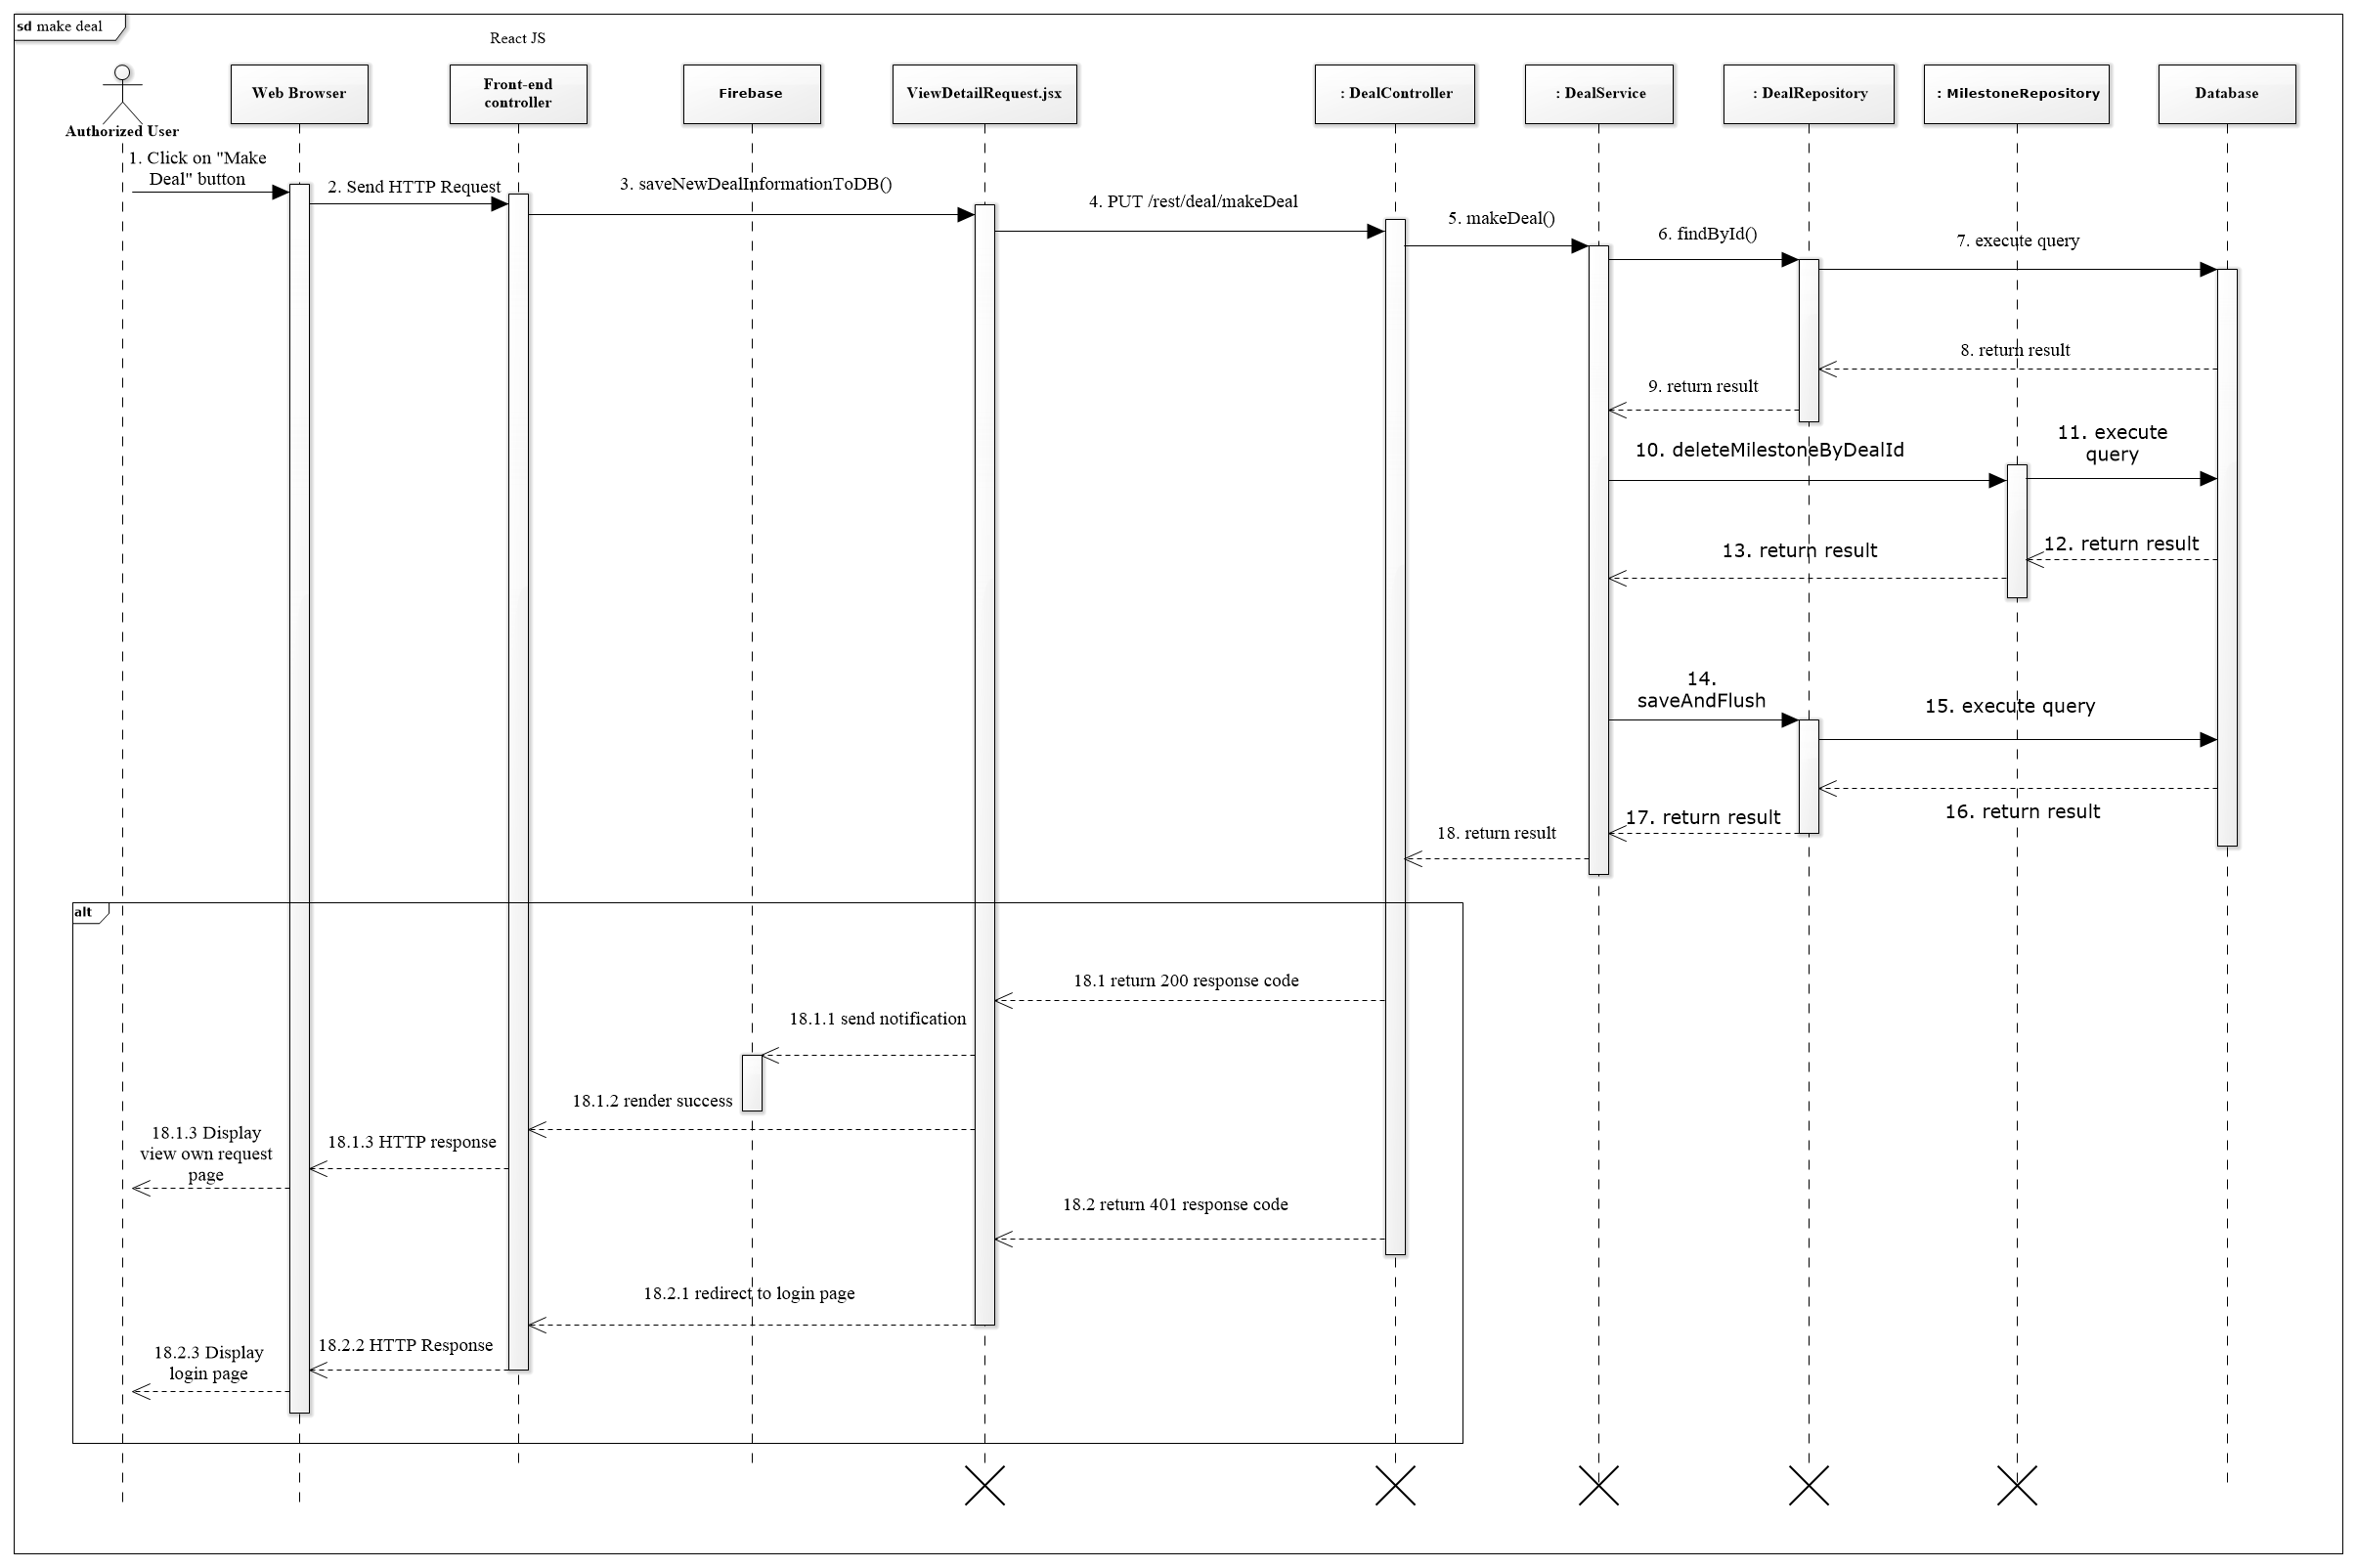 sd make deal
React JS
Authorized User
Web Browser
Front-end
controller
Firebase
ViewDetailRequest.jsx
: DealController
: DealService
: DealRepository
: MilestoneRepository
Database
1. Click on "Make
Deal" button
2. Send HTTP Request
3. saveNewDealInformationToDB()
4. PUT /rest/deal/makeDeal
5. makeDeal()
6. findById()
7. execute query
8. return result
9. return result
10. deleteMilestoneByDealId
11. execute
query
12. return result
13. return result
14.
saveAndFlush
15. execute query
16. return result
17. return result
18. return result
alt
18.1 return 200 response code
18.1.1 send notification
18.1.2 render success
18.1.3 HTTP response
18.1.3 Display
view own request
page
18.2 return 401 response code
18.2.1 redirect to login page
18.2.2 HTTP Response
18.2.3 Display
login page